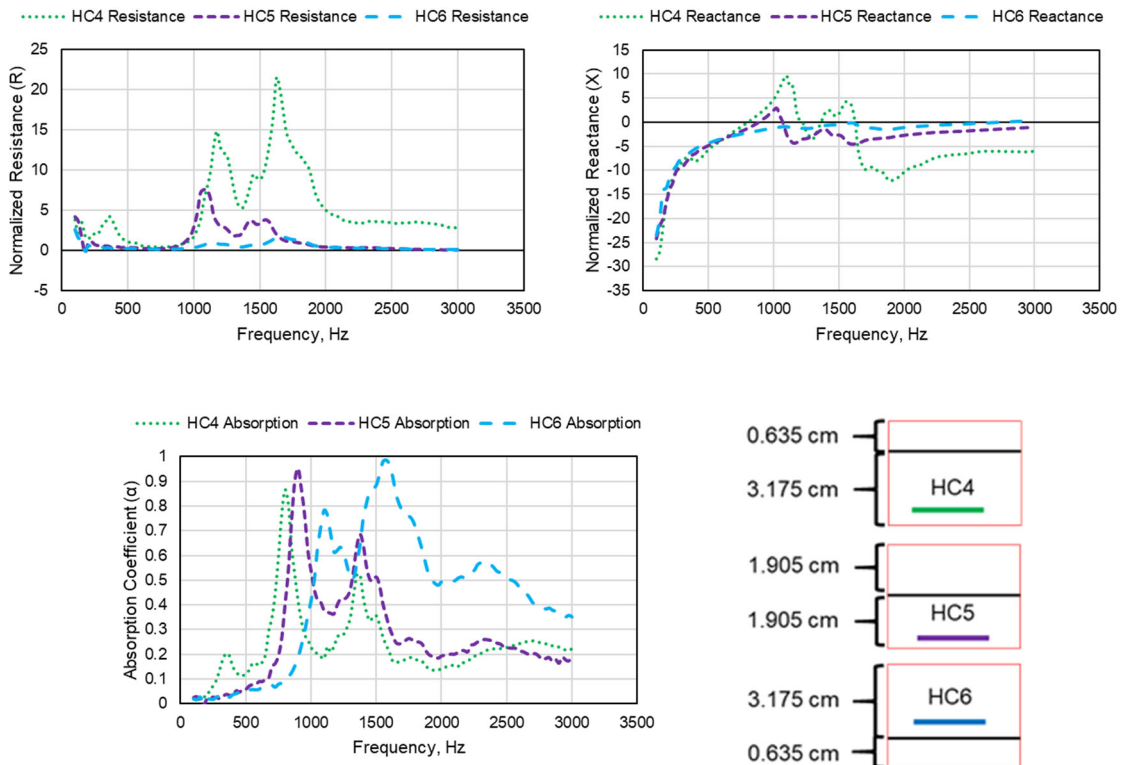 HC4 Resistance HC5 Resistance HC6 Resistance
Normalized Resistance (R)
25
20
15
10
5
0
-5
0 500 1000 1500 2000 2500 3000 3500
Frequency, Hz
HC4 Reactance HC5 Reactance HC6 Reactance
Normalized Reactance (X)
15
10
5
0
-5
-10
-15
-20
-25
-30
-35
0 500 1000 1500 2000 2500 3000 3500
Frequency, Hz
HC4 Absorption HC5 Absorption HC6 Absorption
Absorption Coefficient (α)
1
0.9
0.8
0.7
0.6
0.5
0.4
0.3
0.2
0.1
0
0 500 1000 1500 2000 2500 3000 3500
Frequency, Hz
0.635 cm
3.175 cm HC4
1.905 cm
1.905 cm HC5
3.175 cm HC6
0.635 cm